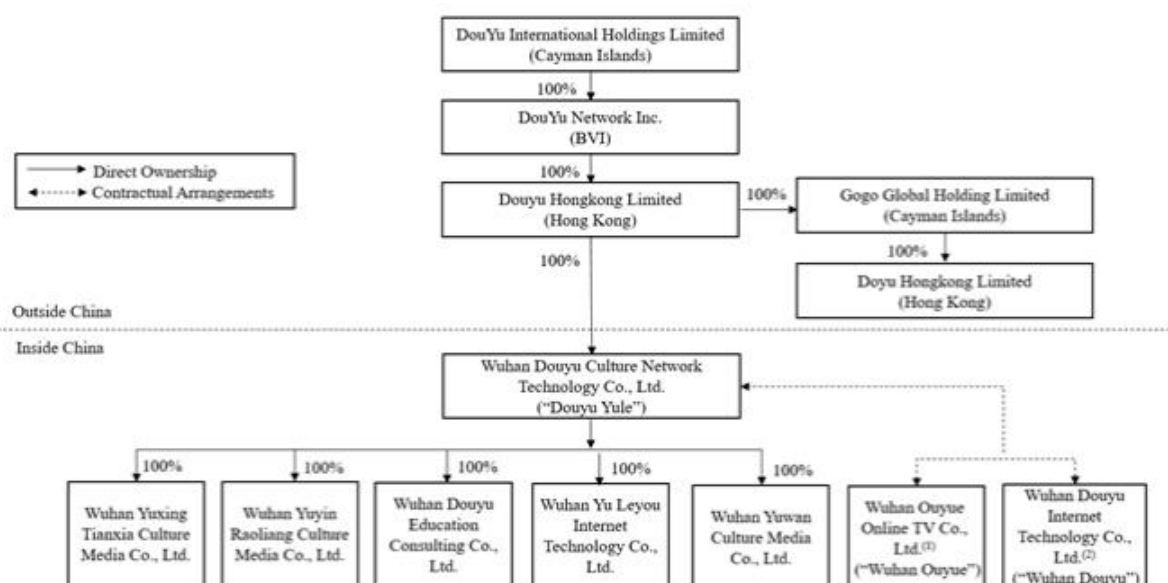 DouYu International Holdings Limited
(Cayman Islands)
100%
DouYu Network Inc.
(BVI)
100%
Direct Ownership
Contractual Arrangements
Douyu Hongkong Limited
(Hong Kong)
100%
Gogo Global Holding Limited
(Cayman Islands)
100%
100%
Doyu Hongkong Limited
(Hong Kong)
Outside China
Inside China
Wuhan Douyu Culture Network
Technology Co., Ltd.
(“Douyu Yule”)
100%
100%
100%
100%
100%
Wuhan Yuxing
Tianxia Culture
Media Co., Ltd.
Wuhan Yuyin
Raoliang Culture
Media Co., Ltd.
Wuhan Douyu
Education
Consulting Co.,
Ltd.
Wuhan Yu Leyou
Internet
Technology Co.,
Ltd.
Wuhan Yuwan
Culture Media
Co., Ltd.
Wuhan Ouyue
Online TV Co.,
Ltd.(1)
(“Wuhan Ouyue”)
Wuhan Douyu
Internet
Technology Co.,
Ltd.(2)
(“Wuhan Douyu”)